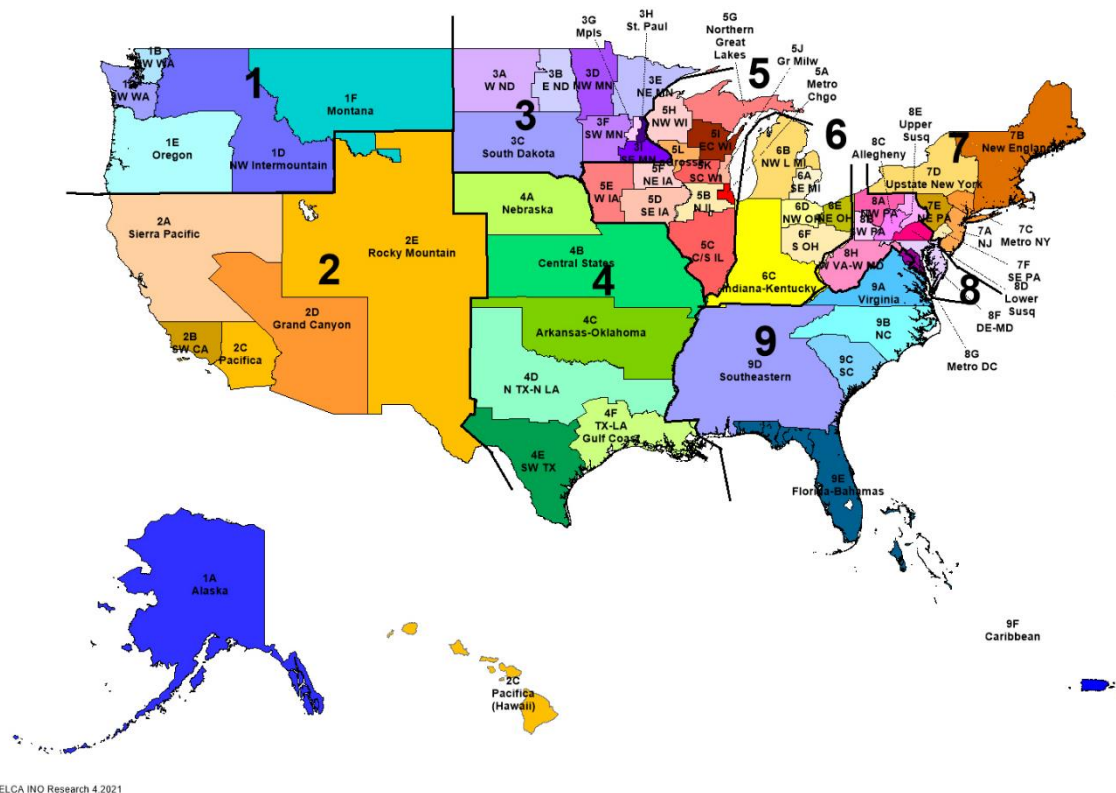 3G
Mpls
3H
St. Paul
5G
Northern
Great
Lakes
5J
Gr Milw
5A
Metro
Chgo
1B
NW WA
SW WA
1
1F
Montana
1E
Oregon
1D
NW Intermountain
3A
W ND
3B
E ND
3D
NW MN
3E
NE MN
3
3F
SW MN
3I
SE MN
3C
South Dakota
5
5H
NW WI
5I
EC WI
5L
5K
SC WI
5F
NE IA
5E
W IA
5D
SE IA
5B
N IL
5C
C/S IL
6
6B
NW L MI
6A
SE MI
6D
NW OH
6E
NE OH
6F
S OH
6C
Indiana-Kentucky
8E
Upper
Susq
8C
Allegheny
7
7B
New England
7D
Upstate New York
7E
NE PA
8A
NW PA
8B
SW PA
8H
W VA-W MD
7A
NJ
7C
Metro NY
7F
SE PA
8D
Lower
Susq
8
8F
DE-MD
8G
Metro DC
2A
Sierra Pacific
2
2E
Rocky Mountain
2D
Grand Canyon
2B
SW CA
2C
Pacifica
4A
Nebraska
4B
Central States
4
4C
Arkansas-Oklahoma
4D
N TX-N LA
4F
TX-LA
Gulf Coast
4E
SW TX
9A
Virginia
9B
NC
9
9C
SC
9D
Southeastern
9E
Florida-Bahamas
9F
Caribbean
1A
Alaska
2C
Pacifica
(Hawaii)
ELCA INO Research 4.2021